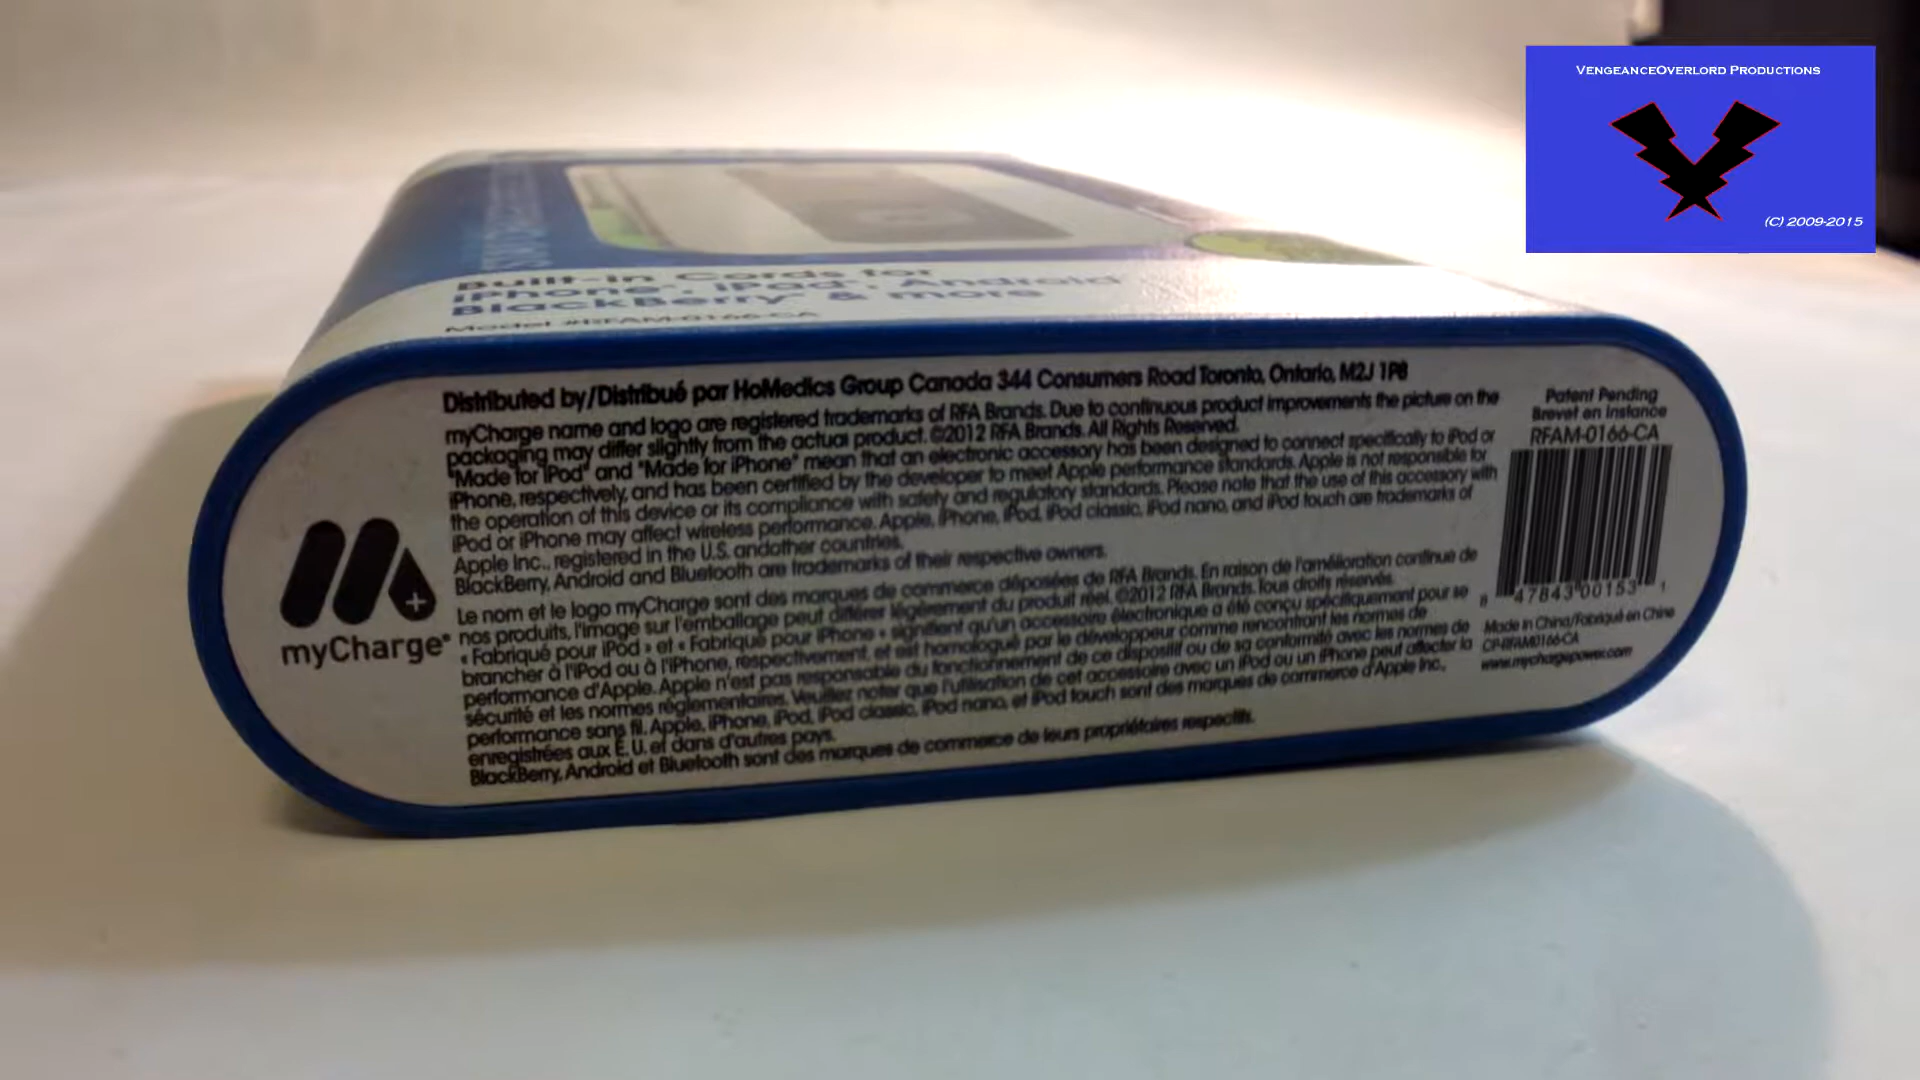 VengeanceOverlord Productions
(C) 2009-2015
Built-in Cords for
iPhone, iPad, Android
BlackBerry & more
Model #RFAM-0166-CA
Distributed by/Distribué par HoMedics Group Canada 344 Consumers Road Toronto, Ontario, M2J 1P8
myCharge name and logo are registered trademarks of RFA Brands. Due to continuous product improvements the picture on the
packaging may differ slightly from the actual product. ©2012 RFA Brands. All Rights Reserved.
"Made for iPod" and "Made for iPhone" mean that an electronic accessory has been designed to connect specifically to iPod or
iPhone, respectively, and has been certified by the developer to meet Apple performance standards. Apple is not responsible for
the operation of this device or its compliance with safety and regulatory standards. Please note that the use of this accessory with
iPod or iPhone may affect wireless performance. Apple, iPhone, iPod, iPod classic, iPod nano, and iPod touch are trademarks of
Apple Inc., registered in the U.S. andother countries.
BlackBerry, Android and Bluetooth are trademarks of their respective owners.
Le nom et le logo myCharge sont des marques de commerce déposées de RFA Brands. En raison de l'amélioration continue de
nos produits, l'image sur l'emballage peut différer légèrement du produit réel. ©2012 RFA Brands. Tous droits réservés.
« Fabriqué pour iPod » et « Fabriqué pour iPhone » signifient qu'un accessoire électronique a été conçu spécifiquement pour se
brancher à l'iPod ou à l'iPhone, respectivement, et est homologué par le développeur comme rencontrant les normes de
performance d'Apple. Apple n'est pas responsable du fonctionnement de ce dispositif ou de sa conformité avec les normes de
sécurité et les normes réglementaires. Veuillez noter que l'utilisation de cet accessoire avec un iPod ou un iPhone peut affecter la
performance sans fil. Apple, iPhone, iPod, iPod classic, iPod nano, et iPod touch sont des marques de commerce d'Apple Inc.,
enregistrées aux É. U. et dans d'autres pays.
BlackBerry, Android et Bluetooth sont des marques de commerce de leurs propriétaires respectifs.
myCharge®
Patent Pending
Brevet en instance
RFAM-0166-CA
8 47843 00153 1
Made in China/Fabriqué en Chine
CP-RFAM0166-CA
www.mychargepower.com